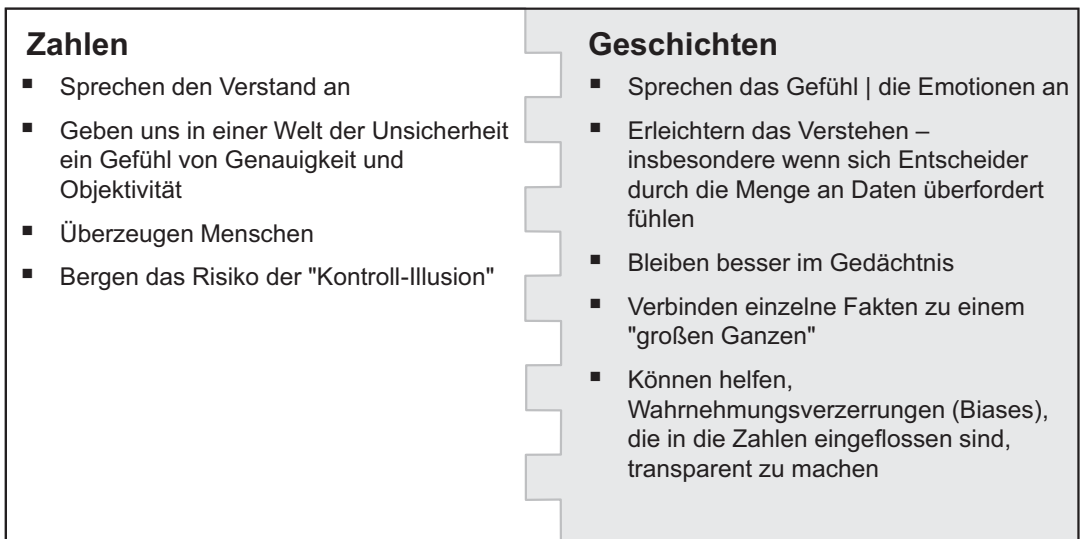 Zahlen
▪ Sprechen den Verstand an
▪ Geben uns in einer Welt der Unsicherheit
ein Gefühl von Genauigkeit und
Objektivität
▪ Überzeugen Menschen
▪ Bergen das Risiko der "Kontroll-Illusion"
Geschichten
▪ Sprechen das Gefühl | die Emotionen an
▪ Erleichtern das Verstehen –
insbesondere wenn sich Entscheider
durch die Menge an Daten überfordert
fühlen
▪ Bleiben besser im Gedächtnis
▪ Verbinden einzelne Fakten zu einem
"großen Ganzen"
▪ Können helfen,
Wahrnehmungsverzerrungen (Biases),
die in die Zahlen eingeflossen sind,
transparent zu machen